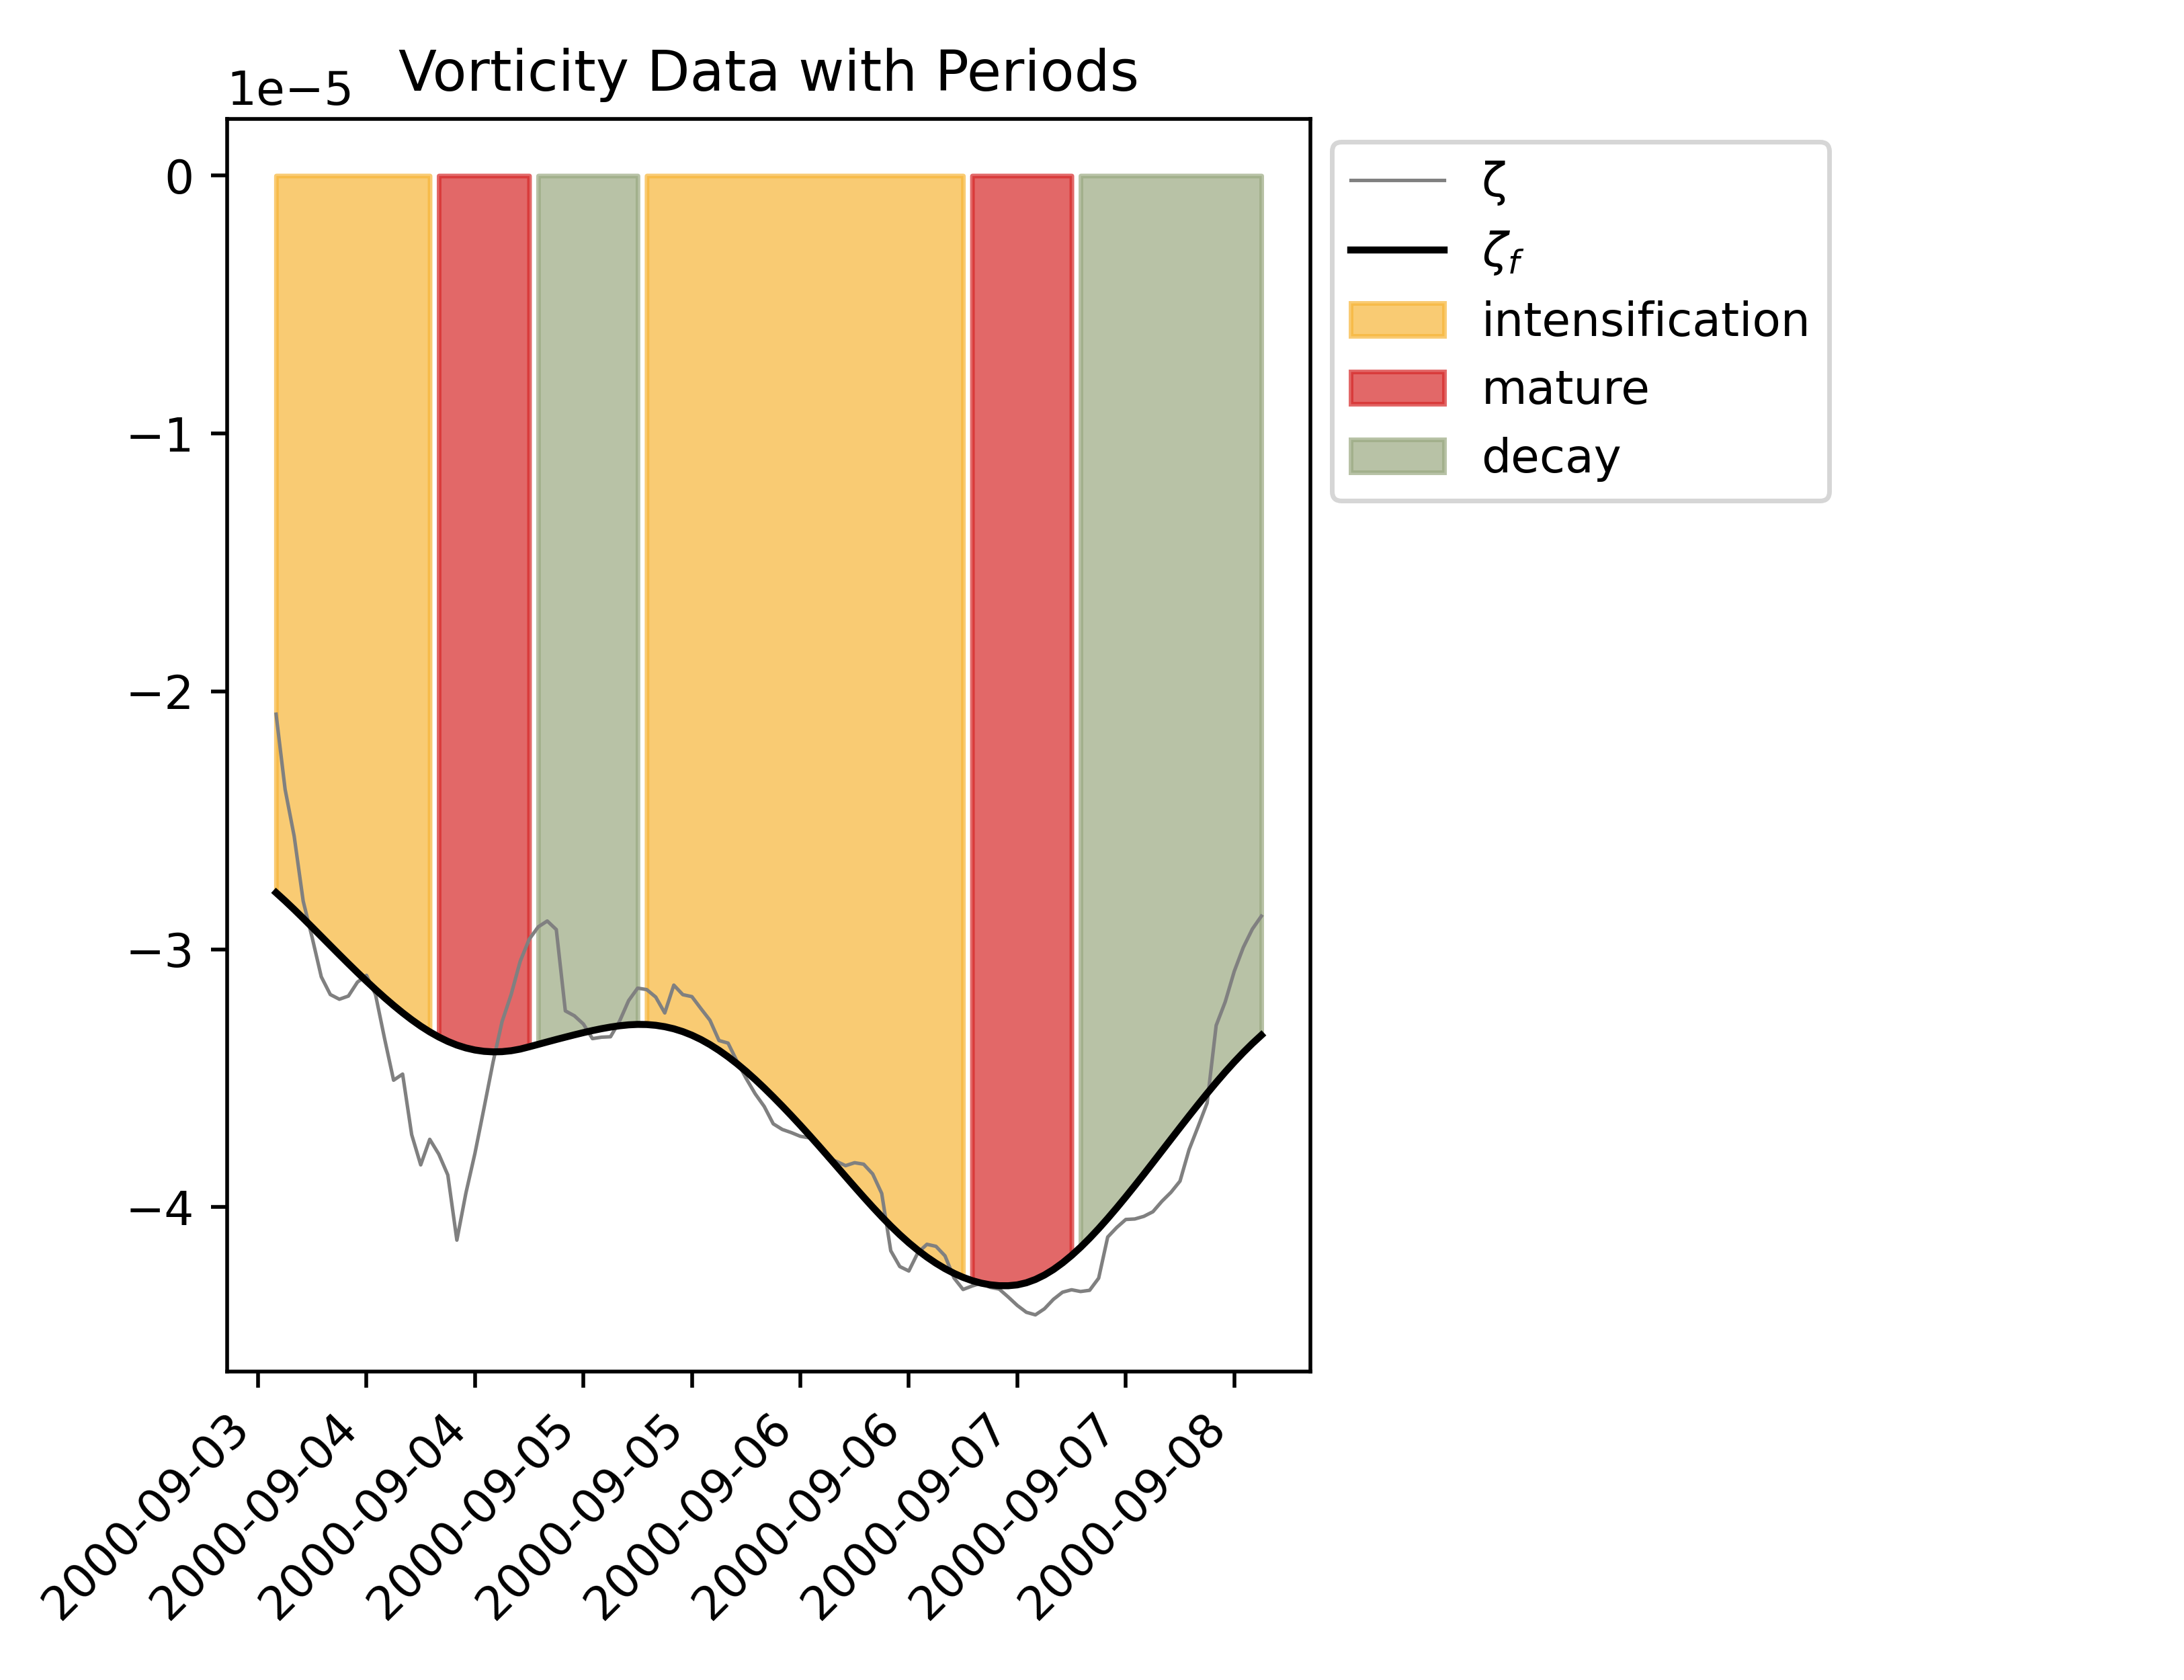 Vorticity Data with Periods
1e−5
0
−1
−2
−3
−4
2000-09-03
2000-09-04
2000-09-04
2000-09-05
2000-09-05
2000-09-06
2000-09-06
2000-09-07
2000-09-07
2000-09-08
ζ
ζf
intensification
mature
decay